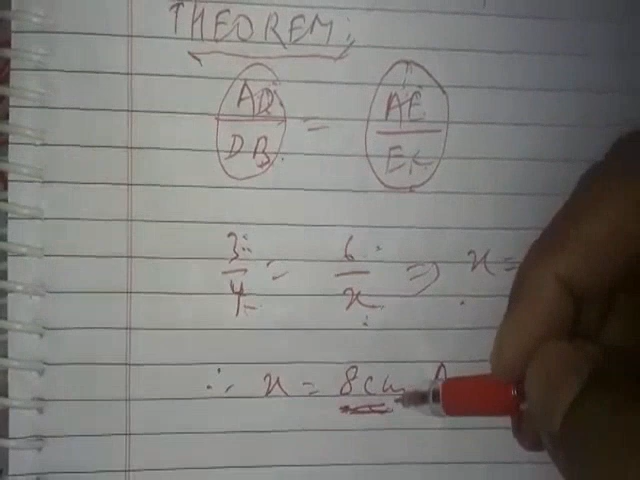 THEOREM:
AD/DB = AE/EC
3/4 = 6/x ⇒ x =
∴ x = 8cm A